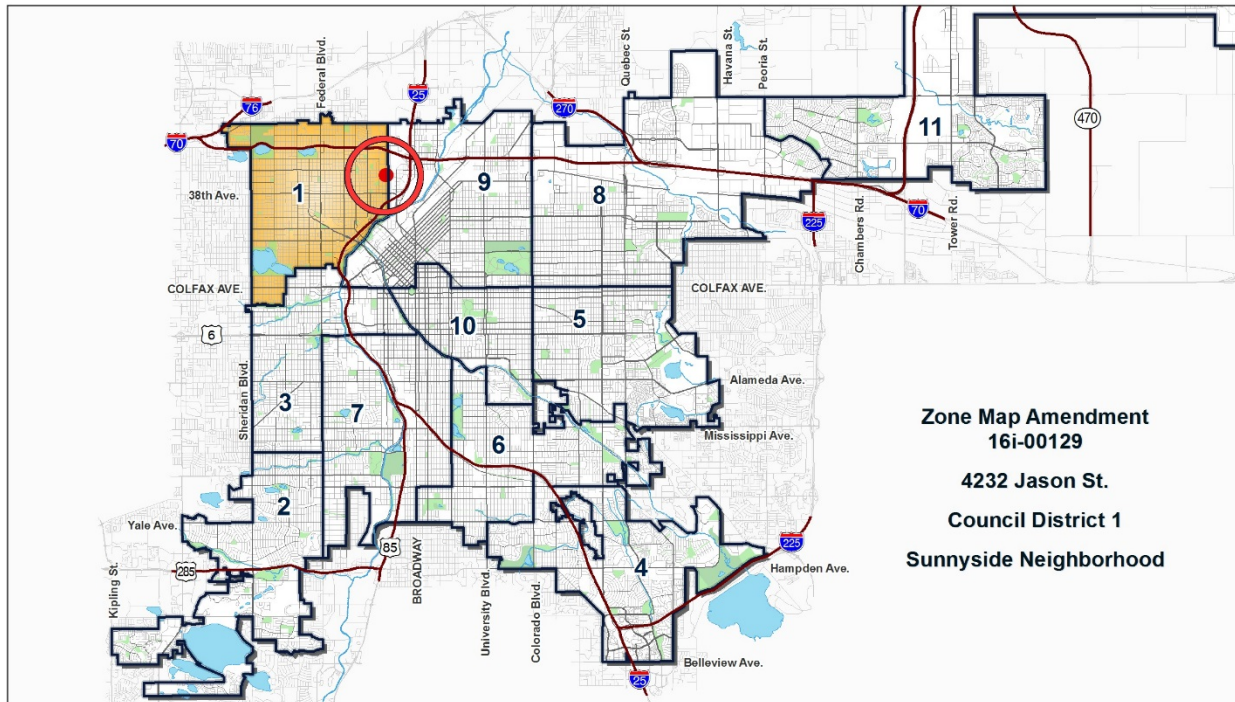 Federal Blvd.
Quebec St.
Havana St.
Peoria St.
76
25
270
470
70
11
9
8
1
38th Ave.
225
70
Chambers Rd.
Tower Rd.
COLFAX AVE.
COLFAX AVE.
6
10
5
Sheridan Blvd.
Alameda Ave.
3
7
6
Mississippi Ave.
Zone Map Amendment
16i-00129
4232 Jason St.
Council District 1
Sunnyside Neighborhood
2
Yale Ave.
85
285
BROADWAY
University Blvd.
Colorado Blvd.
4
225
Hampden Ave.
Kipling St.
Belleview Ave.
25